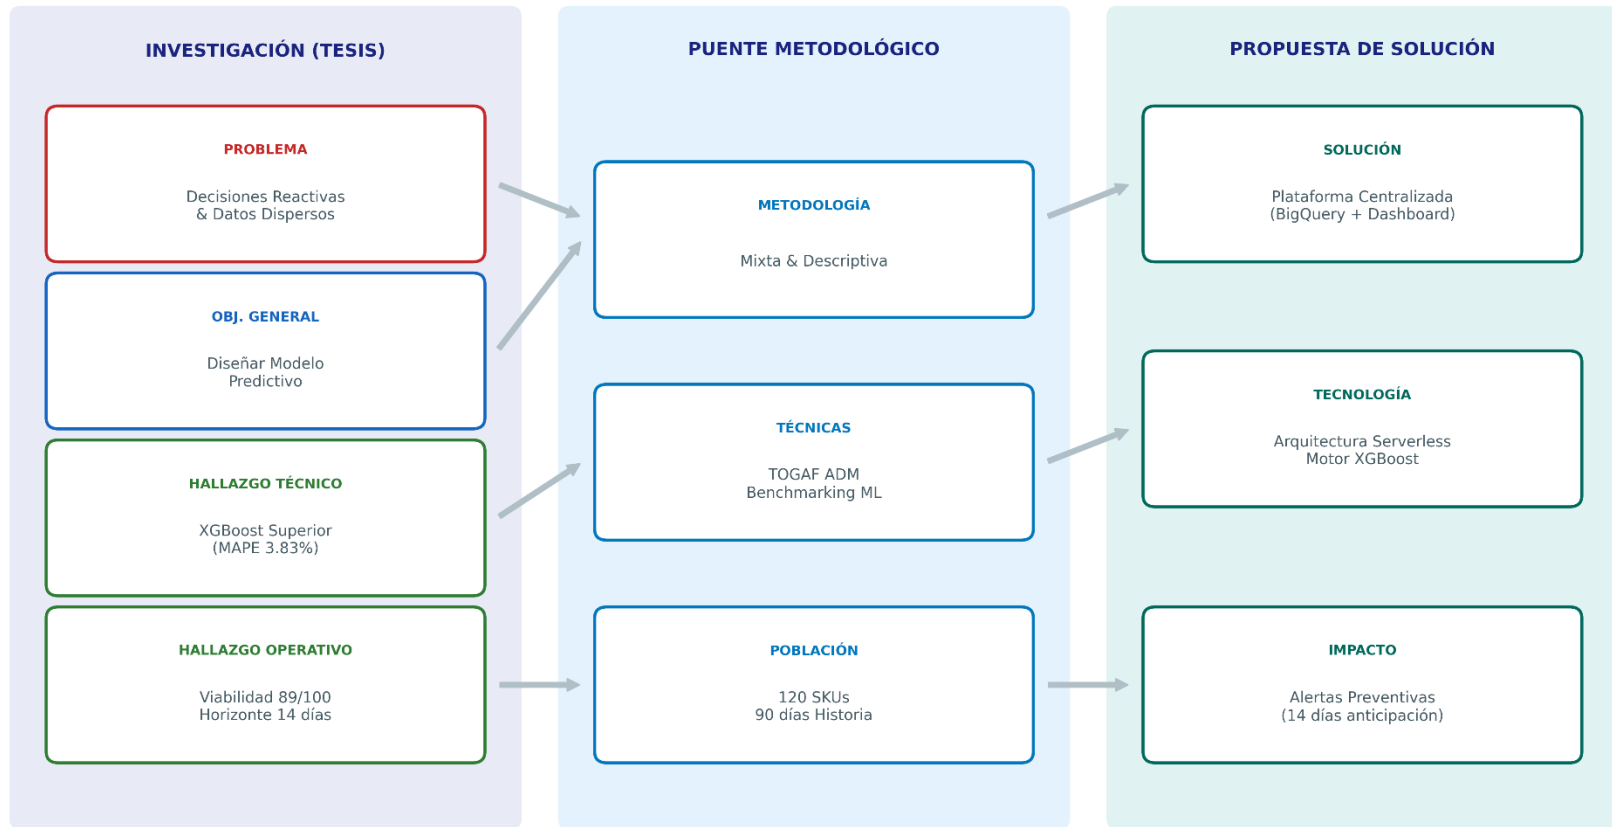 INVESTIGACIÓN (TESIS)
PROBLEMA
Decisiones Reactivas
& Datos Dispersos
OBJ. GENERAL
Diseñar Modelo
Predictivo
HALLAZGO TÉCNICO
XGBoost Superior
(MAPE 3.83%)
HALLAZGO OPERATIVO
Viabilidad 89/100
Horizonte 14 días
PUENTE METODOLÓGICO
METODOLOGÍA
Mixta & Descriptiva
TÉCNICAS
TOGAF ADM
Benchmarking ML
POBLACIÓN
120 SKUs
90 días Historia
PROPUESTA DE SOLUCIÓN
SOLUCIÓN
Plataforma Centralizada
(BigQuery + Dashboard)
TECNOLOGÍA
Arquitectura Serverless
Motor XGBoost
IMPACTO
Alertas Preventivas
(14 días anticipación)